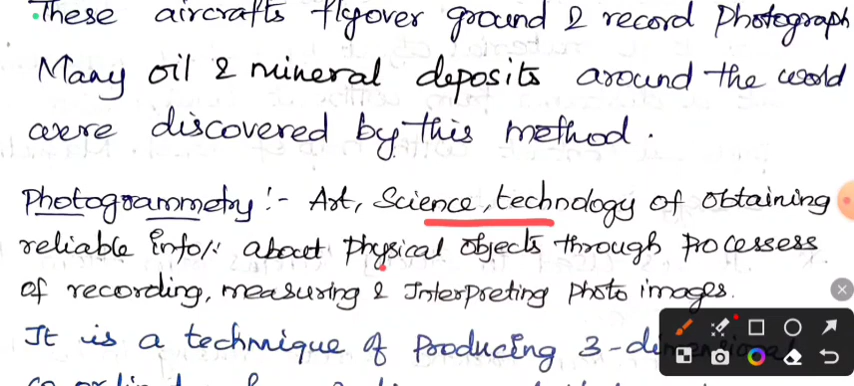 These aircrafts flyover ground & record Photograph
Many oil & mineral deposits around the world
were discovered by this method.
Photogrammetry :- Art, Science, technology of obtaining
reliable info/: about physical objects through processess
of recording, measuring & Interpreting photo images.
It is a technique of Producing 3-dimensional